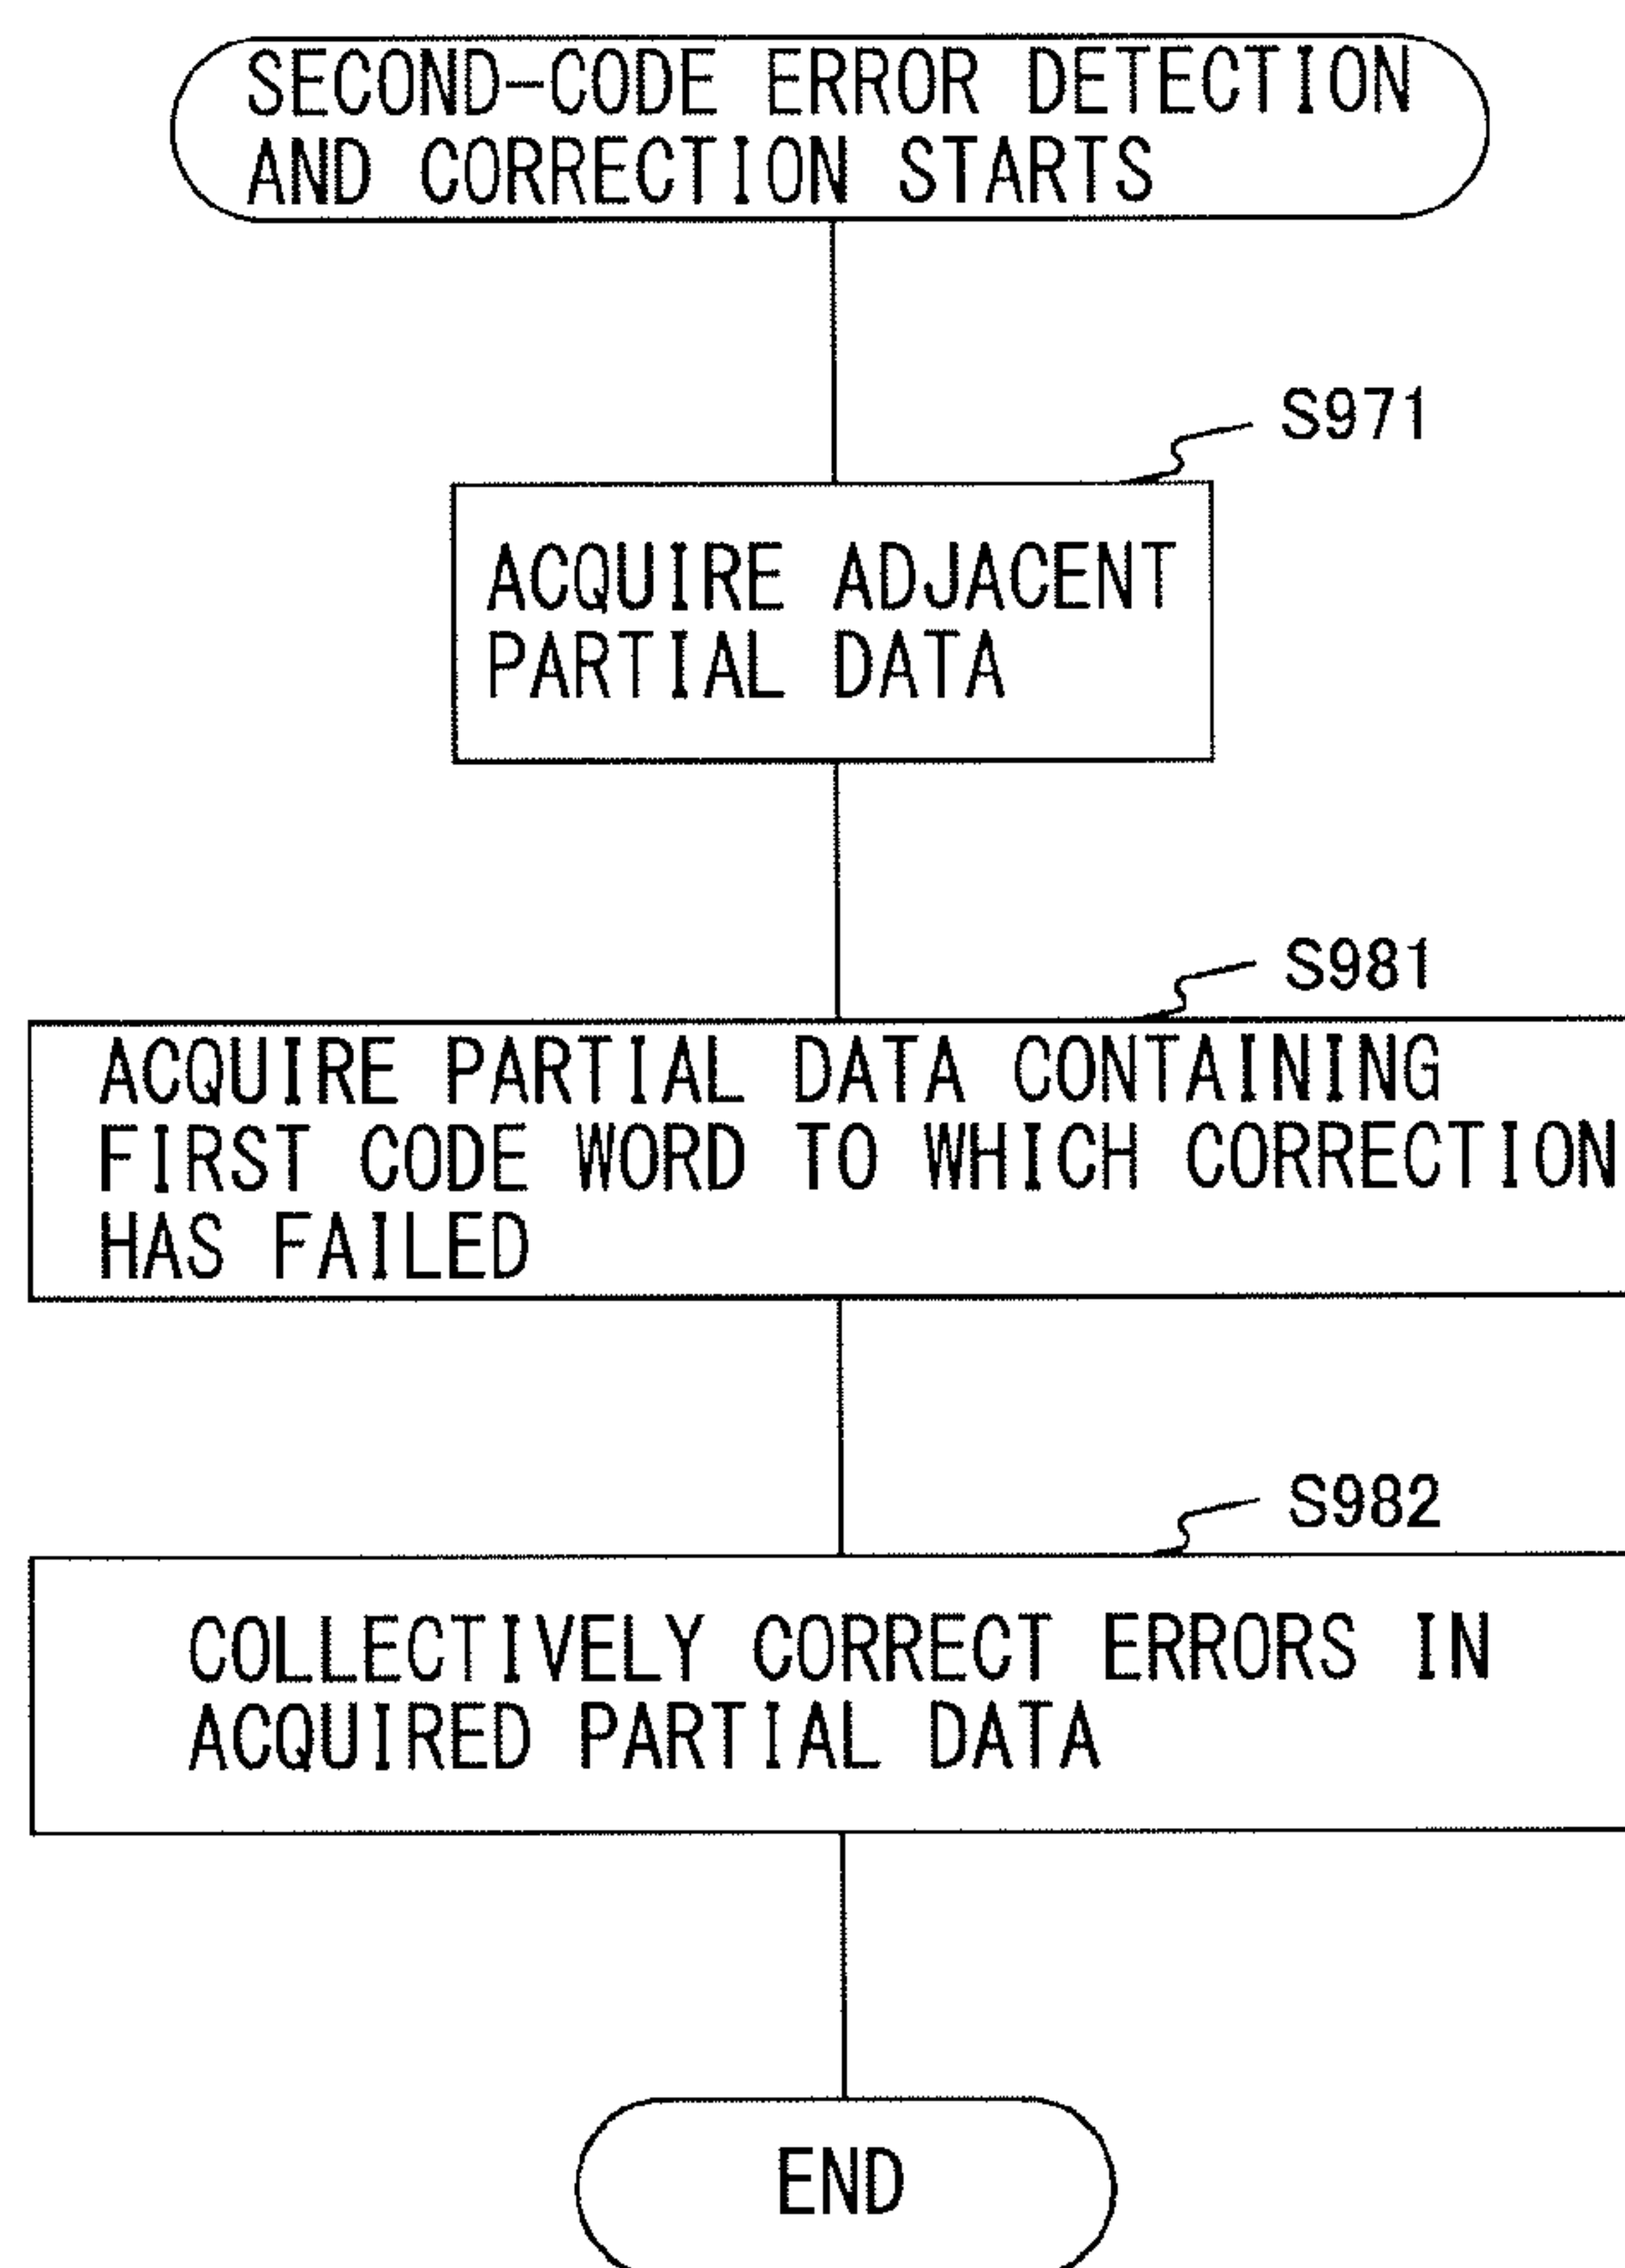 SECOND-CODE ERROR DETECTION
AND CORRECTION STARTS
S971
ACQUIRE ADJACENT
PARTIAL DATA
S981
ACQUIRE PARTIAL DATA CONTAINING
FIRST CODE WORD TO WHICH CORRECTION
HAS FAILED
S982
COLLECTIVELY CORRECT ERRORS IN
ACQUIRED PARTIAL DATA
END